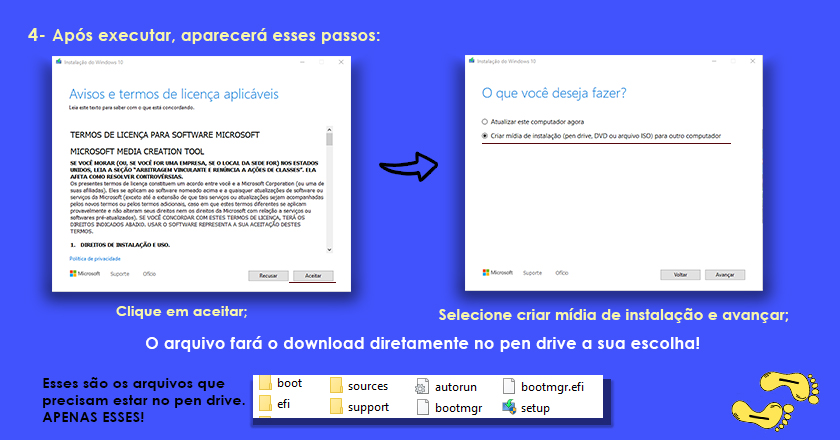 4- Após executar, aparecerá esses passos:
Instalação do Windows 10
Avisos e termos de licença aplicáveis
Leia este texto para saber com o que está concordando.
TERMOS DE LICENÇA PARA SOFTWARE MICROSOFT
MICROSOFT MEDIA CREATION TOOL
SE VOCÊ MORAR (OU, SE VOCÊ FOR UMA EMPRESA, SE O LOCAL DA SEDE FOR) NOS ESTADOS
UNIDOS, LEIA A SEÇÃO "ARBITRAGEM VINCULANTE E RENÚNCIA A AÇÕES DE CLASSES". ELA
AFETA COMO RESOLVER CONTROVÉRSIAS.
Os presentes termos de licença constituem um acordo entre você e a Microsoft Corporation (ou uma de
suas afiliadas). Eles se aplicam ao software nomeado acima e a quaisquer atualizações de software ou
serviços da Microsoft (exceto até a extensão de que tais serviços ou atualizações sejam acompanhadas
pelos novos termos ou pelos termos adicionais, caso em que estes termos diferentes se aplicam
provavelmente e não alteram seus direitos nem os direitos da Microsoft com relação a serviços ou
softwares pré-atualizados). SE VOCÊ CONCORDAR COM ESTES TERMOS DE LICENÇA, TERÁ OS
DIREITOS INDICADOS ABAIXO. USAR O SOFTWARE REPRESENTA A SUA ACEITAÇÃO DESTES
TERMOS.
1. DIREITOS DE INSTALAÇÃO E USO.
Política de privacidade
Microsoft Suporte Ofício
Recusar Aceitar
Clique em aceitar;
Instalação do Windows 10
O que você deseja fazer?
Atualizar este computador agora
Criar mídia de instalação (pen drive, DVD ou arquivo ISO) para outro computador
Microsoft Suporte Ofício
Voltar Avançar
Selecione criar mídia de instalação e avançar;
O arquivo fará o download diretamente no pen drive a sua escolha!
Esses são os arquivos que
precisam estar no pen drive.
APENAS ESSES!
boot sources autorun bootmgr.efi
efi support bootmgr setup